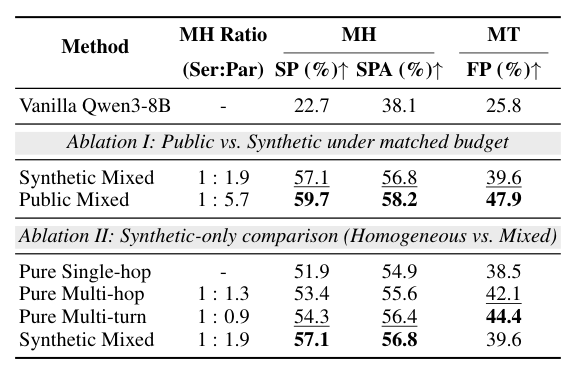 Method MH Ratio MH MT
(Ser:Par) SP (%)↑ SPA (%)↑ FP (%)↑
Vanilla Qwen3-8B - 22.7 38.1 25.8
Ablation I: Public vs. Synthetic under matched budget
Synthetic Mixed 1 : 1.9 57.1 56.8 39.6
Public Mixed 1 : 5.7 59.7 58.2 47.9
Ablation II: Synthetic-only comparison (Homogeneous vs. Mixed)
Pure Single-hop - 51.9 54.9 38.5
Pure Multi-hop 1 : 1.3 53.4 55.6 42.1
Pure Multi-turn 1 : 0.9 54.3 56.4 44.4
Synthetic Mixed 1 : 1.9 57.1 56.8 39.6